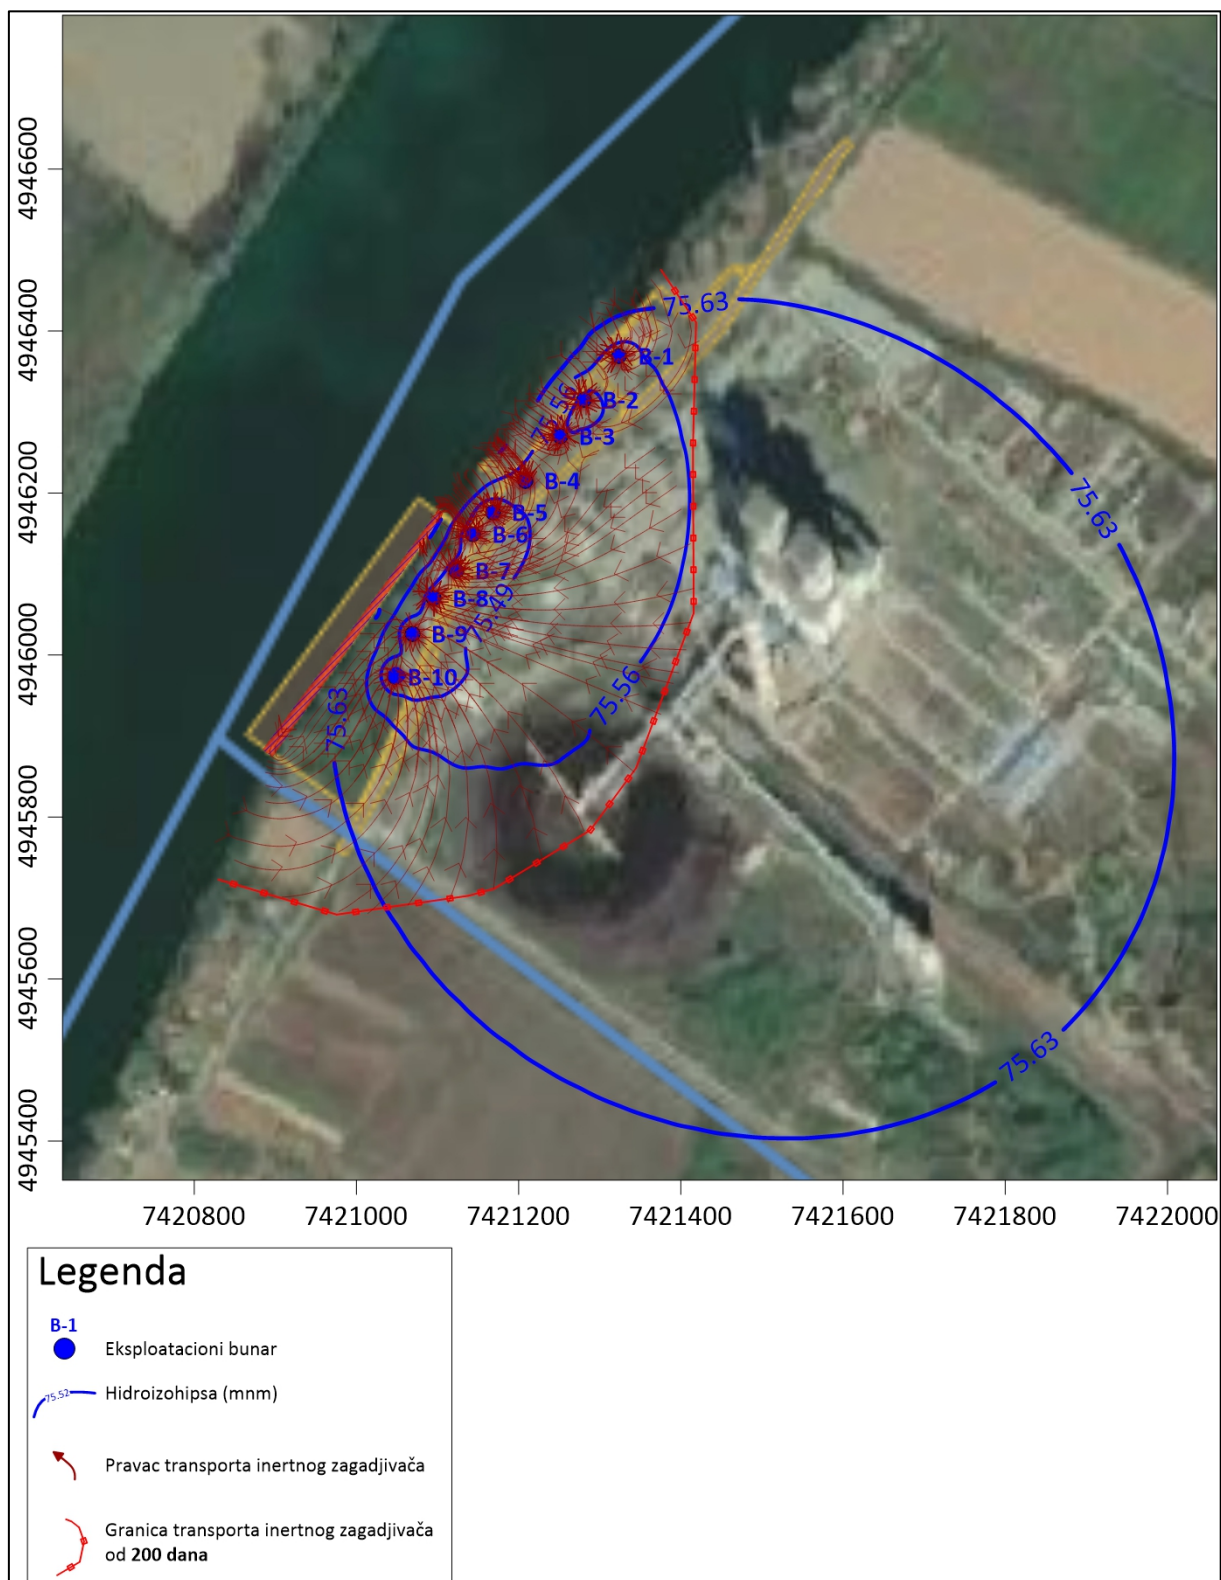 4946600
4946400
4946200
4946000
4945800
4945600
4945400
75.63
B-1
75.56
B-2
B-3
75.63
B-4
B-5
B-6
B-7
B-8
75.49
B-9
B-10
75.56
75.63
75.63
7420800 7421000 7421200 7421400 7421600 7421800 7422000
Legenda
B-1
Eksploatacioni bunar
75.52
Hidroizohipsa (mnm)
Pravac transporta inertnog zagadjivača
Granica transporta inertnog zagadjivača
od 200 dana